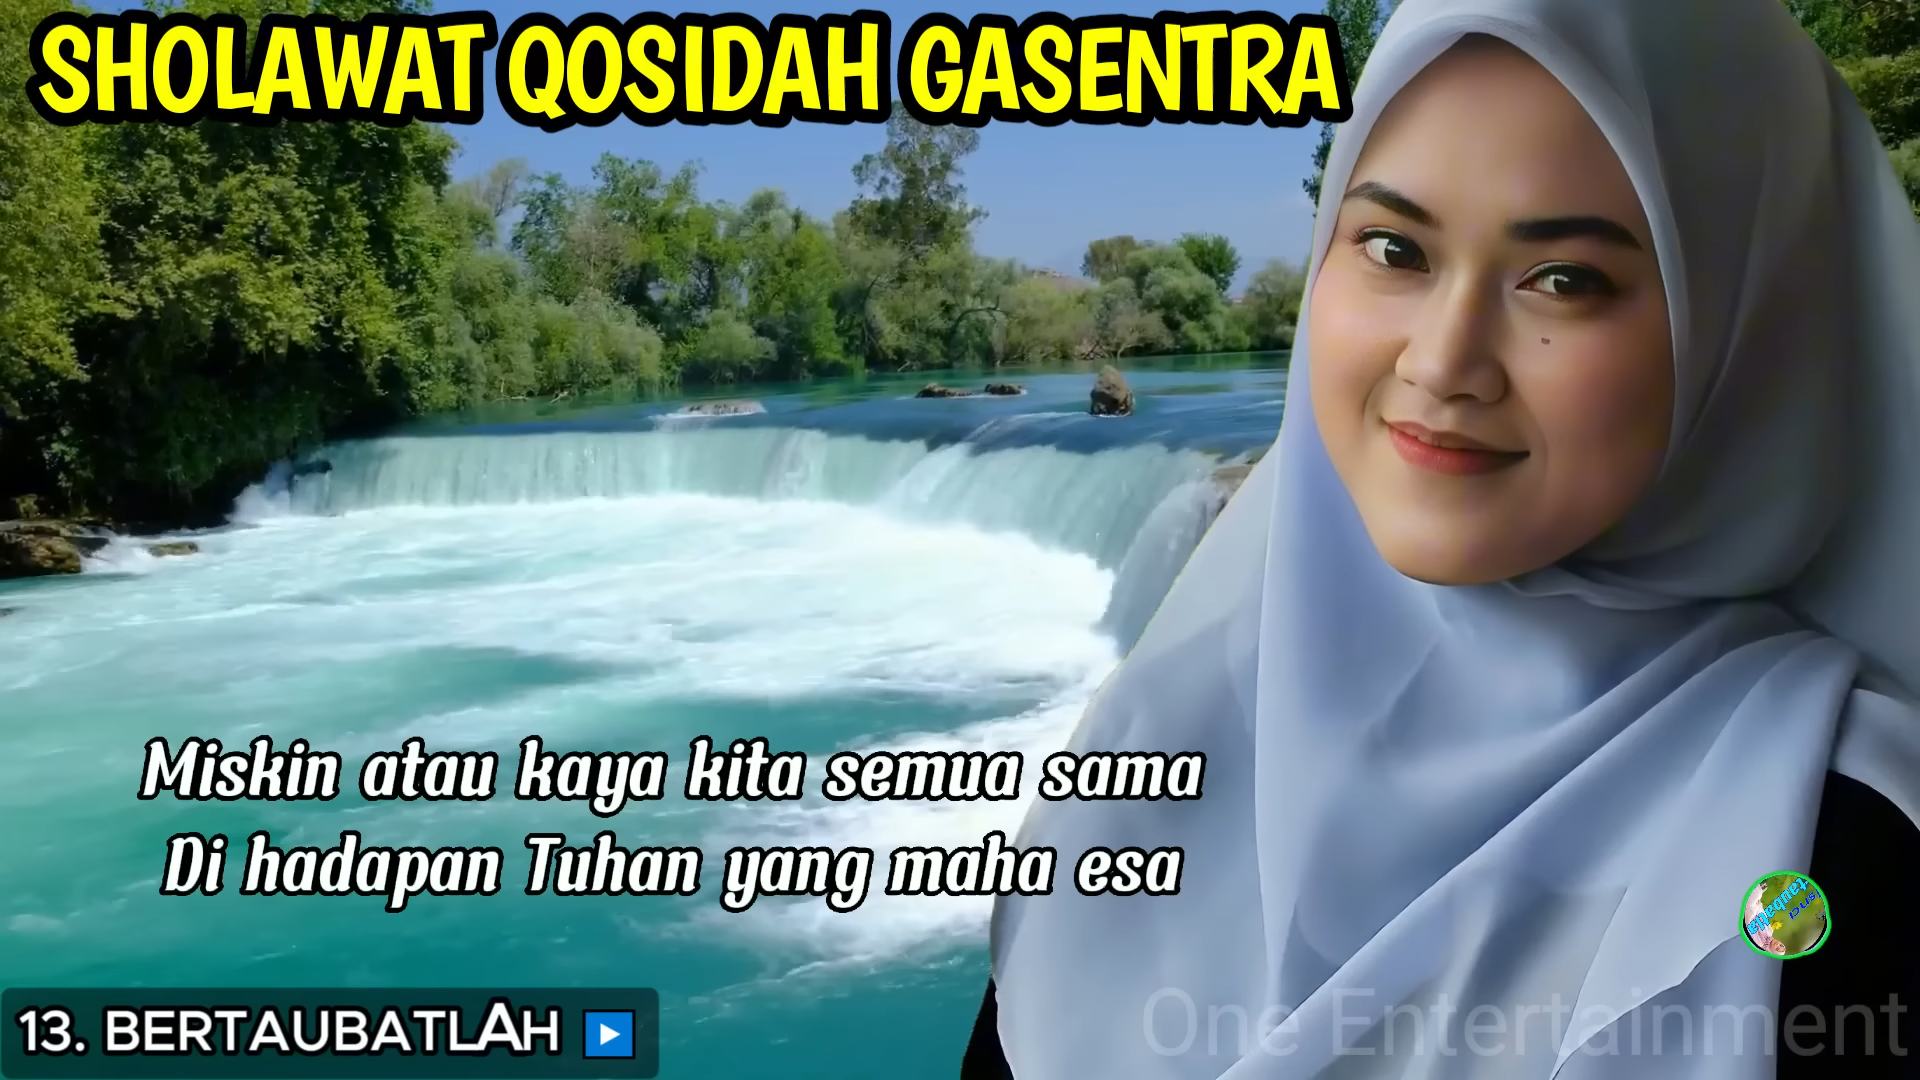 SHOLAWAT QOSIDAH GASENTRA
Miskin atau kaya kita semua sama
Di hadapan Tuhan yang maha esa
13. BERTAUBATLAH
One Entertainment